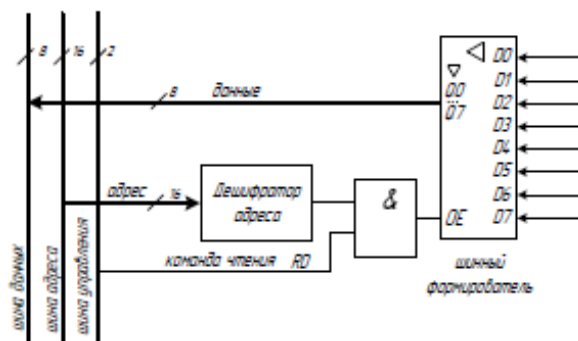 8 16 2
D0
D1
D2
D3
D4
D5
D6
D7
D0
...
D7
OE
8 данные
адрес 16
Дешифратор
адреса
&
команда чтения RD
шинный
формирователь
шина данных
шина адреса
шина управления